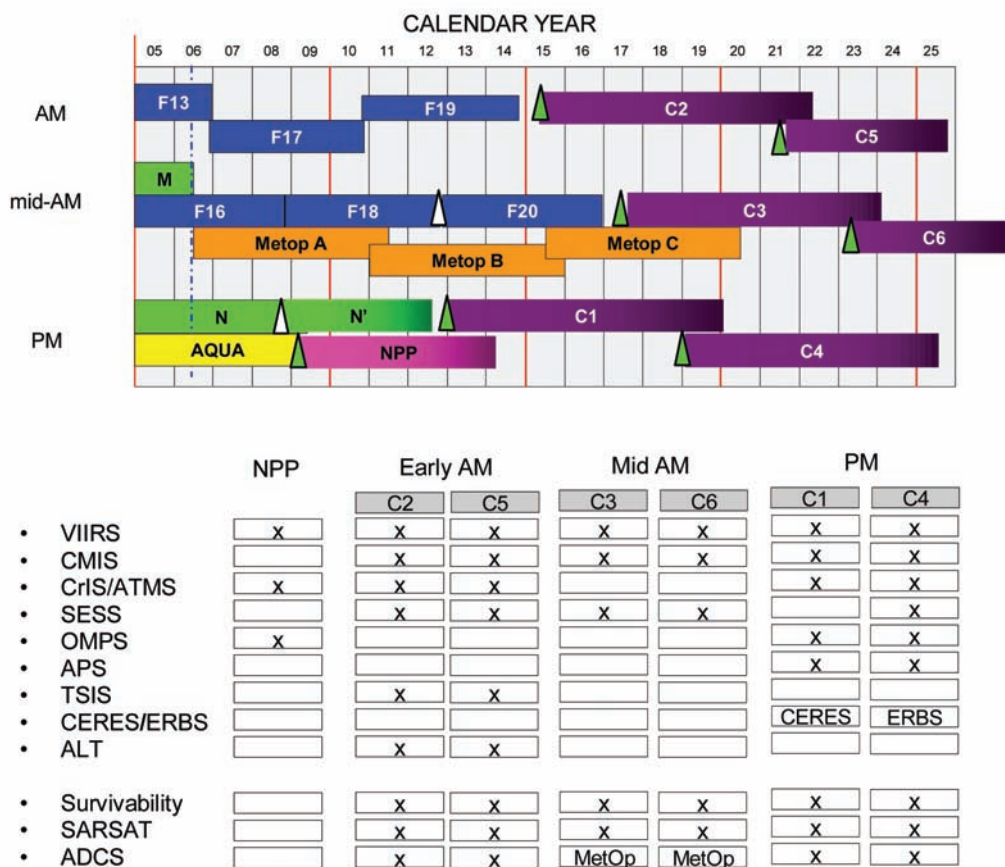 CALENDAR YEAR
05 06 07 08 09 10 11 12 13 14 15 16 17 18 19 20 21 22 23 24 25
AM
F13
F19
C2
F17
C5
mid-AM
M
F16 F18 F20 C3
Metop A Metop C C6
Metop B
PM
N N' C1
AQUA NPP C4
NPP Early AM Mid AM PM
C2 C5 C3 C6 C1 C4
• VIIRS x x x x x x x
• CMIS x x x x x x
• CrIS/ATMS x x x x x
• SESS x x x x x
• OMPS x x x
• APS x x
• TSIS x x
• CERES/ERBS CERES ERBS
• ALT x x
• Survivability x x x x x x
• SARSAT x x x x x x
• ADCS x x MetOp MetOp x x